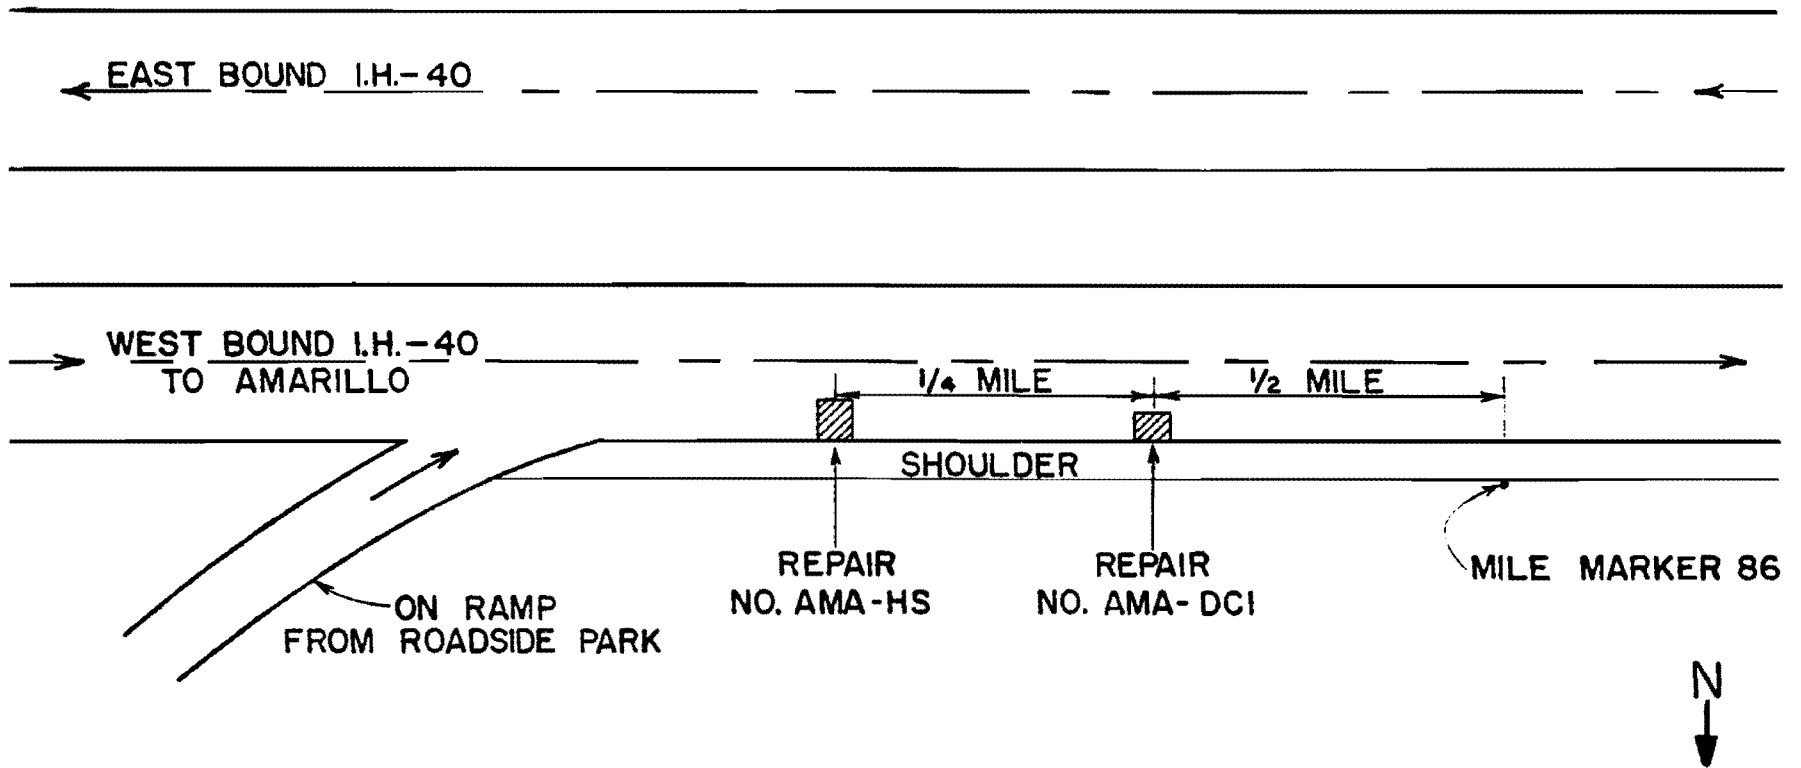 EAST BOUND I.H.-40
WEST BOUND I.H.-40
TO AMARILLO
1/4 MILE
1/2 MILE
SHOULDER
REPAIR
NO. AMA-HS
REPAIR
NO. AMA-DCI
MILE MARKER 86
ON RAMP
FROM ROADSIDE PARK
N